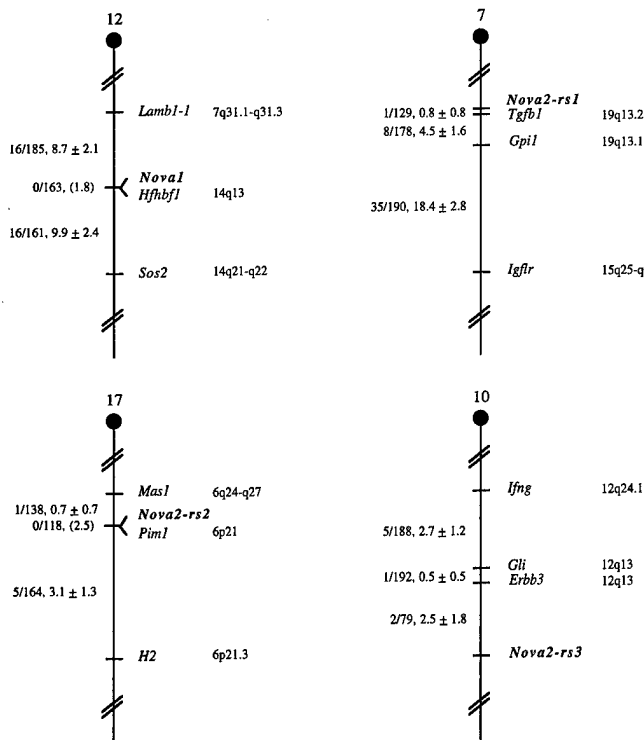 12
Lamb1-1 7q31.1-q31.3
16/185, 8.7 ± 2.1
Nova1
0/163, (1.8)
Hfhbf1 14q13
16/161, 9.9 ± 2.4
Sos2 14q21-q22
7
Nova2-rs1
1/129, 0.8 ± 0.8 Tgfb1 19q13.2
8/178, 4.5 ± 1.6
Gpi1 19q13.1
35/190, 18.4 ± 2.8
Igflr 15q25-q
17
Mas1 6q24-q27
1/138, 0.7 ± 0.7 Nova2-rs2
0/118, (2.5) Pim1 6p21
5/164, 3.1 ± 1.3
H2 6p21.3
10
Ifng 12q24.1
5/188, 2.7 ± 1.2
Gli 12q13
1/192, 0.5 ± 0.5 Erbb3 12q13
2/79, 2.5 ± 1.8
Nova2-rs3